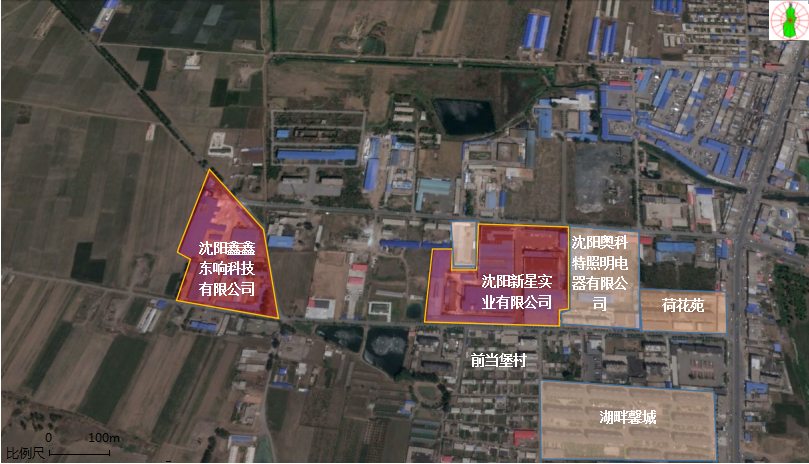 沈阳鑫鑫
东响科技
有限公司
沈阳新星实
业有限公司
沈阳奥科
特照明电
器有限公
司
荷花苑
前当堡村
湖畔馨城
0 100m
比例尺